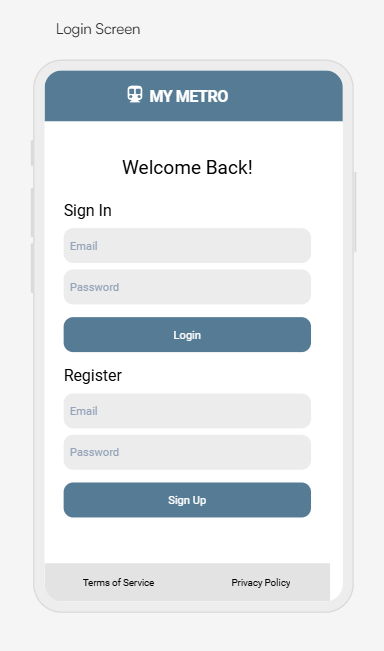 Login Screen
MY METRO
Welcome Back!
Sign In
Email
Password
Login
Register
Email
Password
Sign Up
Terms of Service
Privacy Policy